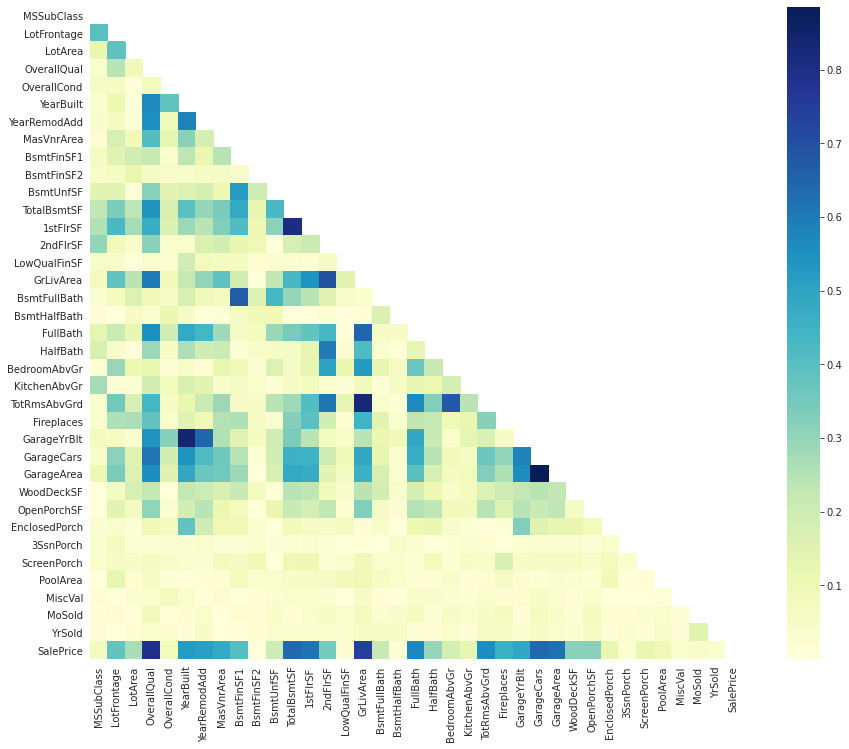 MSSubClass
LotFrontage
LotArea
OverallQual
OverallCond
YearBuilt
YearRemodAdd
MasVnrArea
BsmtFinSF1
BsmtFinSF2
BsmtUnfSF
TotalBsmtSF
1stFlrSF
2ndFlrSF
LowQualFinSF
GrLivArea
BsmtFullBath
BsmtHalfBath
FullBath
HalfBath
BedroomAbvGr
KitchenAbvGr
TotRmsAbvGrd
Fireplaces
GarageYrBlt
GarageCars
GarageArea
WoodDeckSF
OpenPorchSF
EnclosedPorch
3SsnPorch
ScreenPorch
PoolArea
MiscVal
MoSold
YrSold
SalePrice
MSSubClass
LotFrontage
LotArea
OverallQual
OverallCond
YearBuilt
YearRemodAdd
MasVnrArea
BsmtFinSF1
BsmtFinSF2
BsmtUnfSF
TotalBsmtSF
1stFlrSF
2ndFlrSF
LowQualFinSF
GrLivArea
BsmtFullBath
BsmtHalfBath
FullBath
HalfBath
BedroomAbvGr
KitchenAbvGr
TotRmsAbvGrd
Fireplaces
GarageYrBlt
GarageCars
GarageArea
WoodDeckSF
OpenPorchSF
EnclosedPorch
3SsnPorch
ScreenPorch
PoolArea
MiscVal
MoSold
YrSold
SalePrice
0.8
0.7
0.6
0.5
0.4
0.3
0.2
0.1